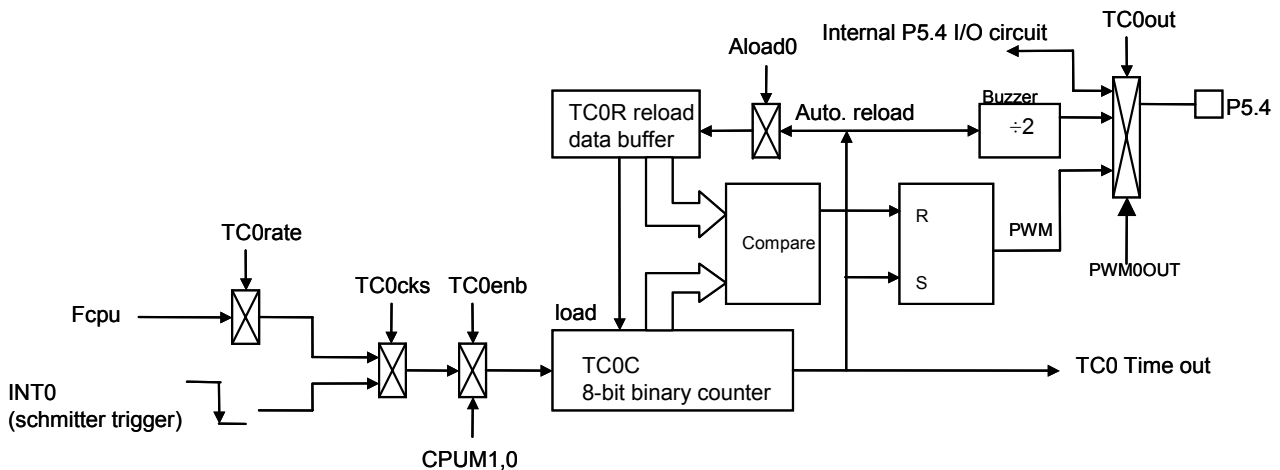 TC0out
Internal P5.4 I/O circuit
Aload0
Buzzer
P5.4
TC0R reload
data buffer
Auto. reload
÷2
TC0rate
Compare
R
PWM
S
PWM0OUT
TC0cks
TC0enb
Fcpu
load
TC0C
8-bit binary counter
TC0 Time out
INT0
(schmitter trigger)
CPUM1,0